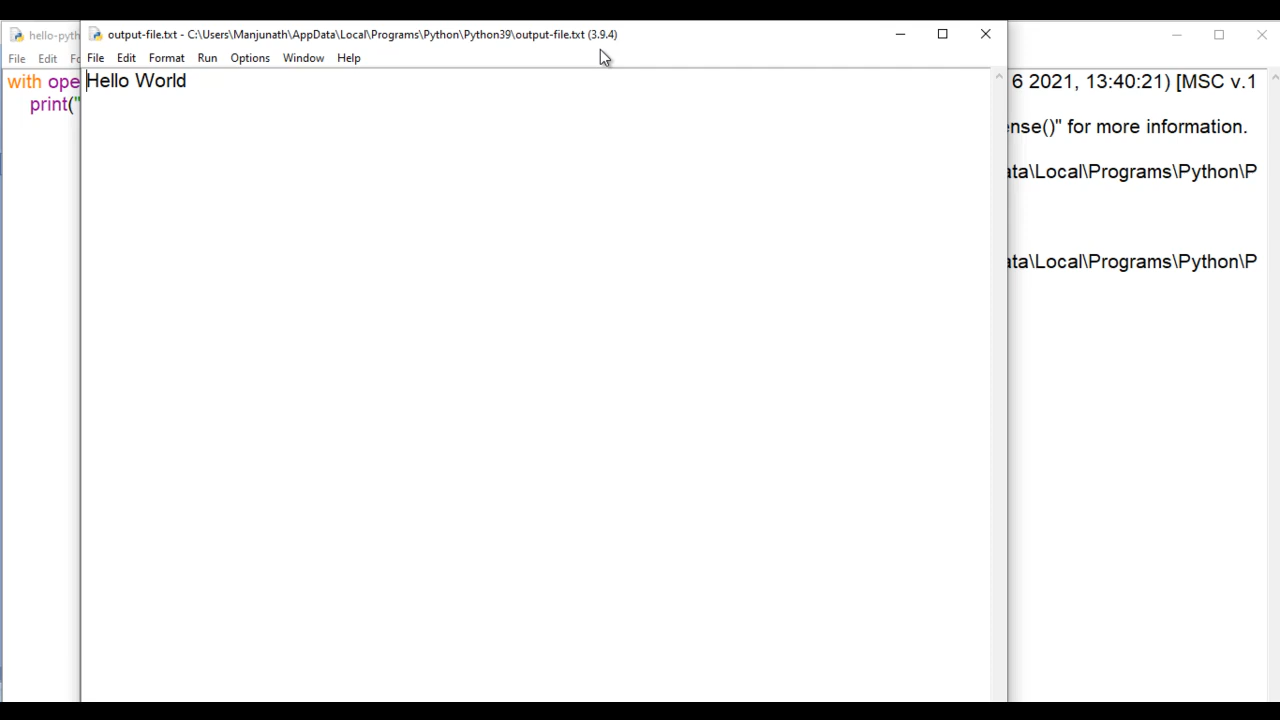 hello-pyth
File Edit Fo
with ope
print("
output-file.txt - C:\Users\Manjunath\AppData\Local\Programs\Python\Python39\output-file.txt (3.9.4)
File Edit Format Run Options Window Help
Hello World
6 2021, 13:40:21) [MSC v.1
ense()" for more information.
ata\Local\Programs\Python\P
ata\Local\Programs\Python\P